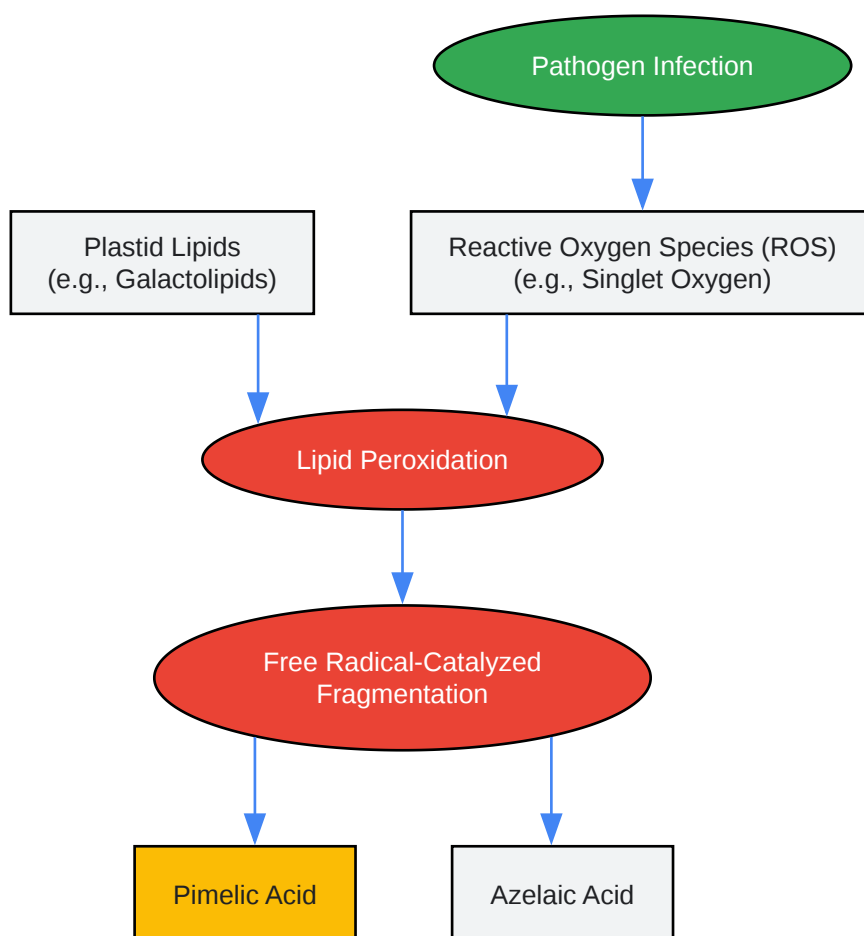 Pathogen Infection
Plastid Lipids
(e.g., Galactolipids)
Reactive Oxygen Species (ROS)
(e.g., Singlet Oxygen)
Lipid Peroxidation
Free Radical-Catalyzed
Fragmentation
Pimelic Acid
Azelaic Acid